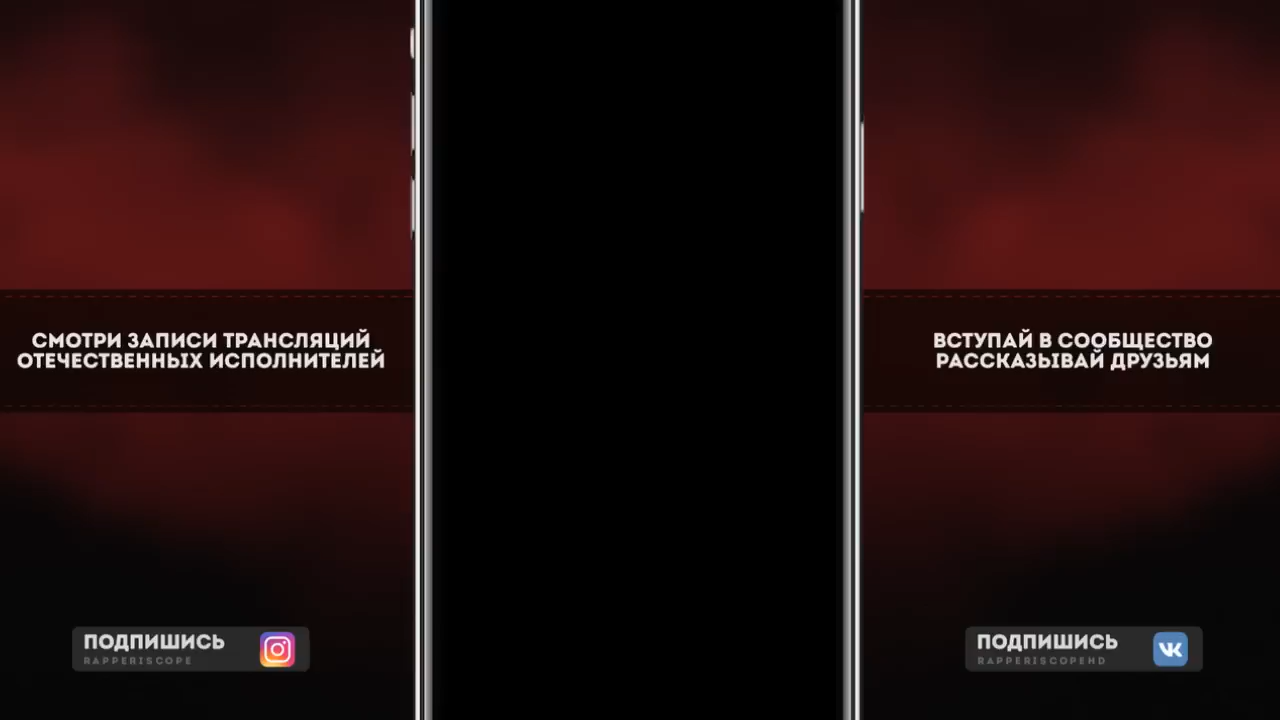 СМОТРИ ЗАПИСИ ТРАНСЛЯЦИЙ
ОТЕЧЕСТВЕННЫХ ИСПОЛНИТЕЛЕЙ
ВСТУПАЙ В СООБЩЕСТВО
РАССКАЗЫВАЙ ДРУЗЬЯМ
ПОДПИШИСЬ
RAPPERISCOPE
ПОДПИШИСЬ
RAPPERISCOPEHD